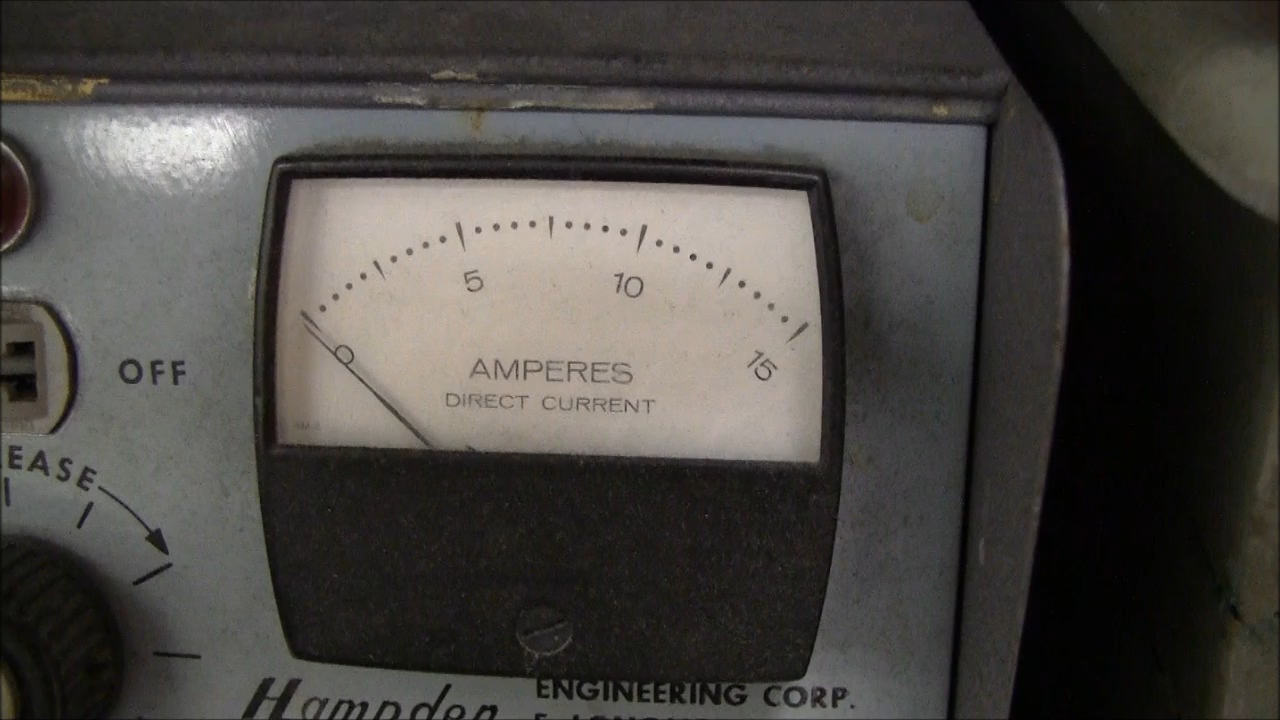 5
10
0
15
AMPERES
DIRECT CURRENT
OFF
EASE
Hampden
ENGINEERING CORP.